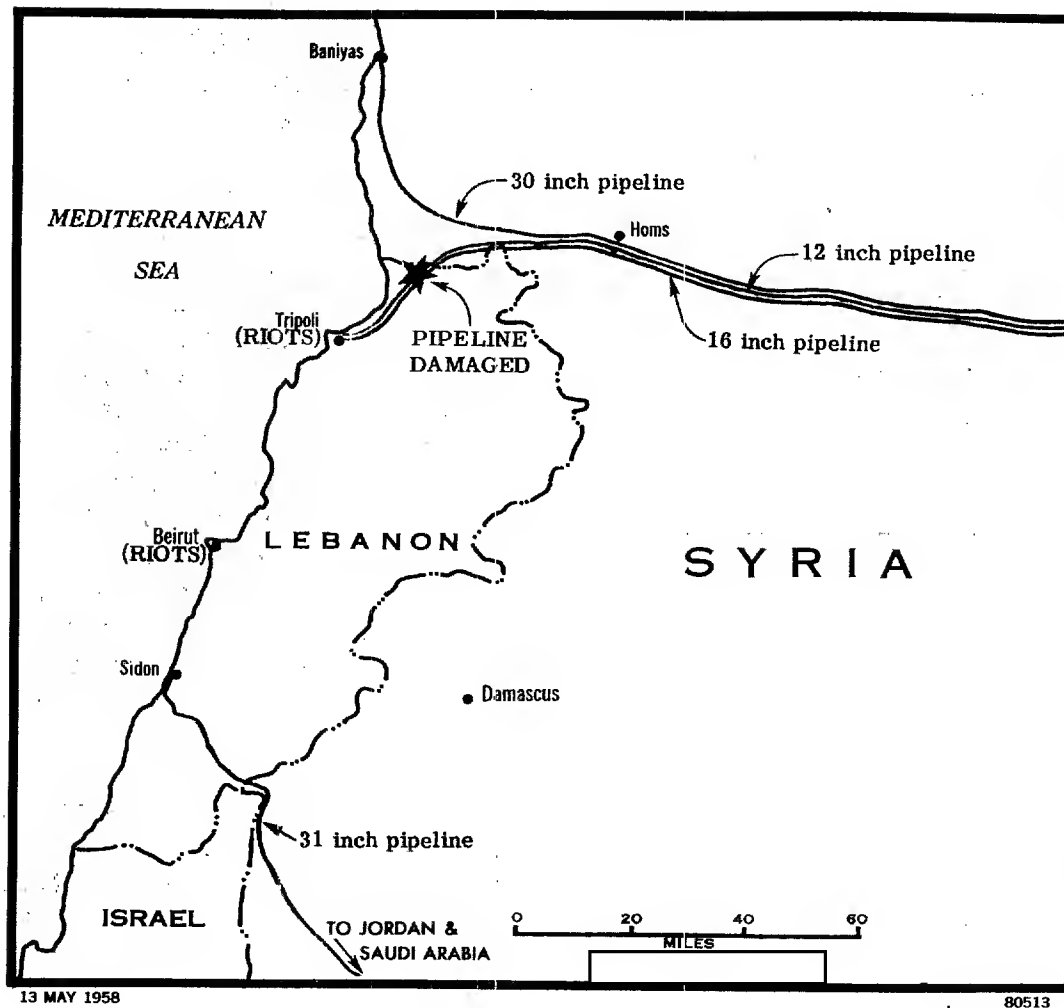 Baniyas
30 inch pipeline
MEDITERRANEAN
SEA
Homs
12 inch pipeline
Tripoli
(RIOTS)
PIPELINE
DAMAGED
16 inch pipeline
Beirut
(RIOTS)
LEBANON
SYRIA
Sidon
Damascus
31 inch pipeline
ISRAEL
TO JORDAN &
SAUDI ARABIA
0 20 40 60
MILES
13 MAY 1958
80513